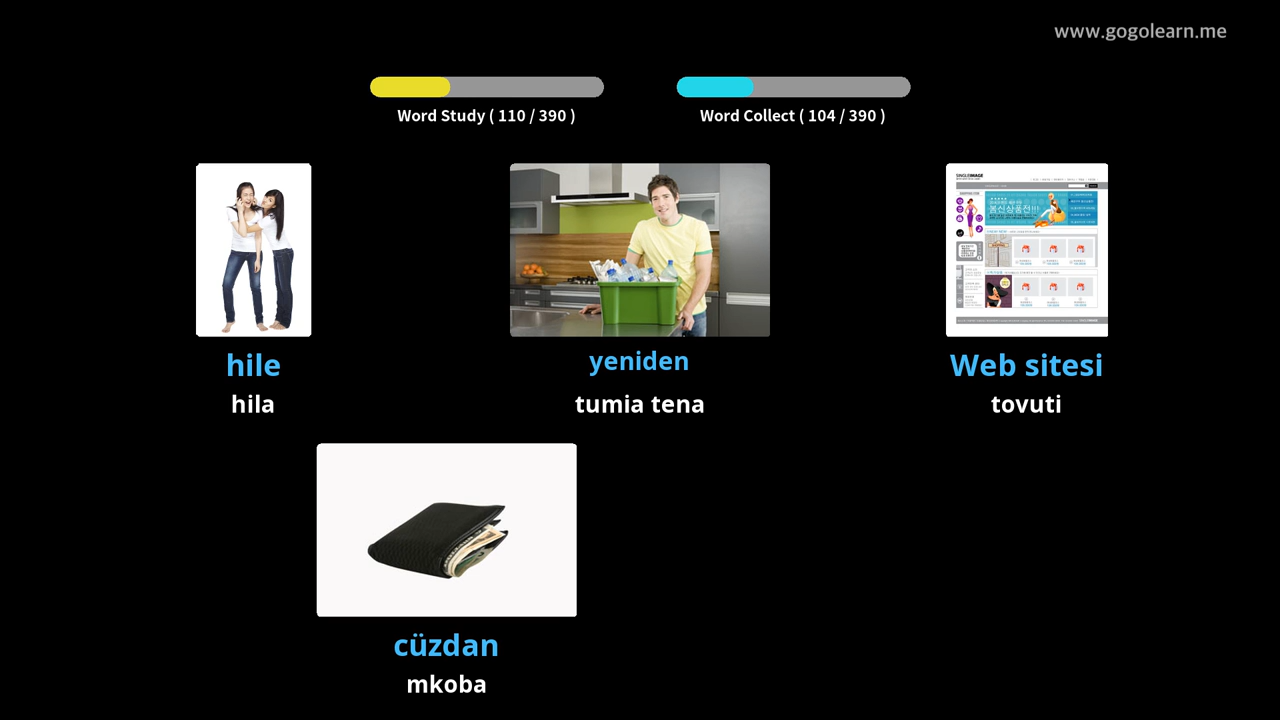 www.gogolearn.me
Word Study ( 110 / 390 )
Word Collect ( 104 / 390 )
hile
hila
yeniden
tumia tena
Web sitesi
tovuti
cüzdan
mkoba